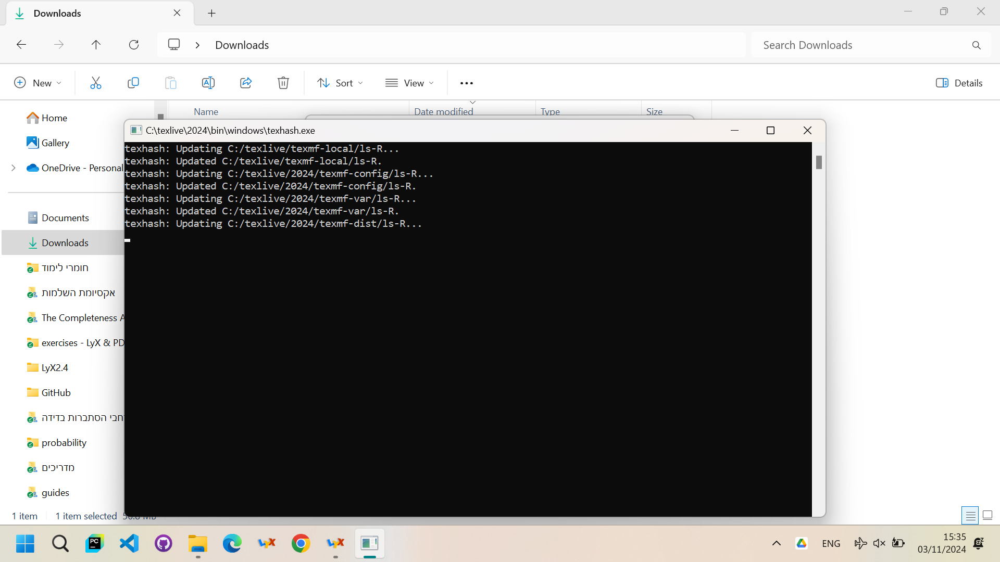 Downloads
Downloads
Search Downloads
New
Sort
View
Details
Name
Date modified
Type
Size
Home
Gallery
OneDrive - Personal
Documents
Downloads
חומרי לימוד
אקסיומת השלמות
The Completeness A
exercises - LyX & PD
LyX2.4
GitHub
הסתברות בדידה
probability
מדריכים
guides
C:\texlive\2024\bin\windows\texhash.exe
texhash: Updating C:/texlive/texmf-local/ls-R...
texhash: Updated C:/texlive/texmf-local/ls-R.
texhash: Updating C:/texlive/2024/texmf-config/ls-R...
texhash: Updated C:/texlive/2024/texmf-config/ls-R.
texhash: Updating C:/texlive/2024/texmf-var/ls-R...
texhash: Updated C:/texlive/2024/texmf-var/ls-R.
texhash: Updating C:/texlive/2024/texmf-dist/ls-R...
1 item
1 item selected
PC
LyX
LyX
ENG
15:35
03/11/2024